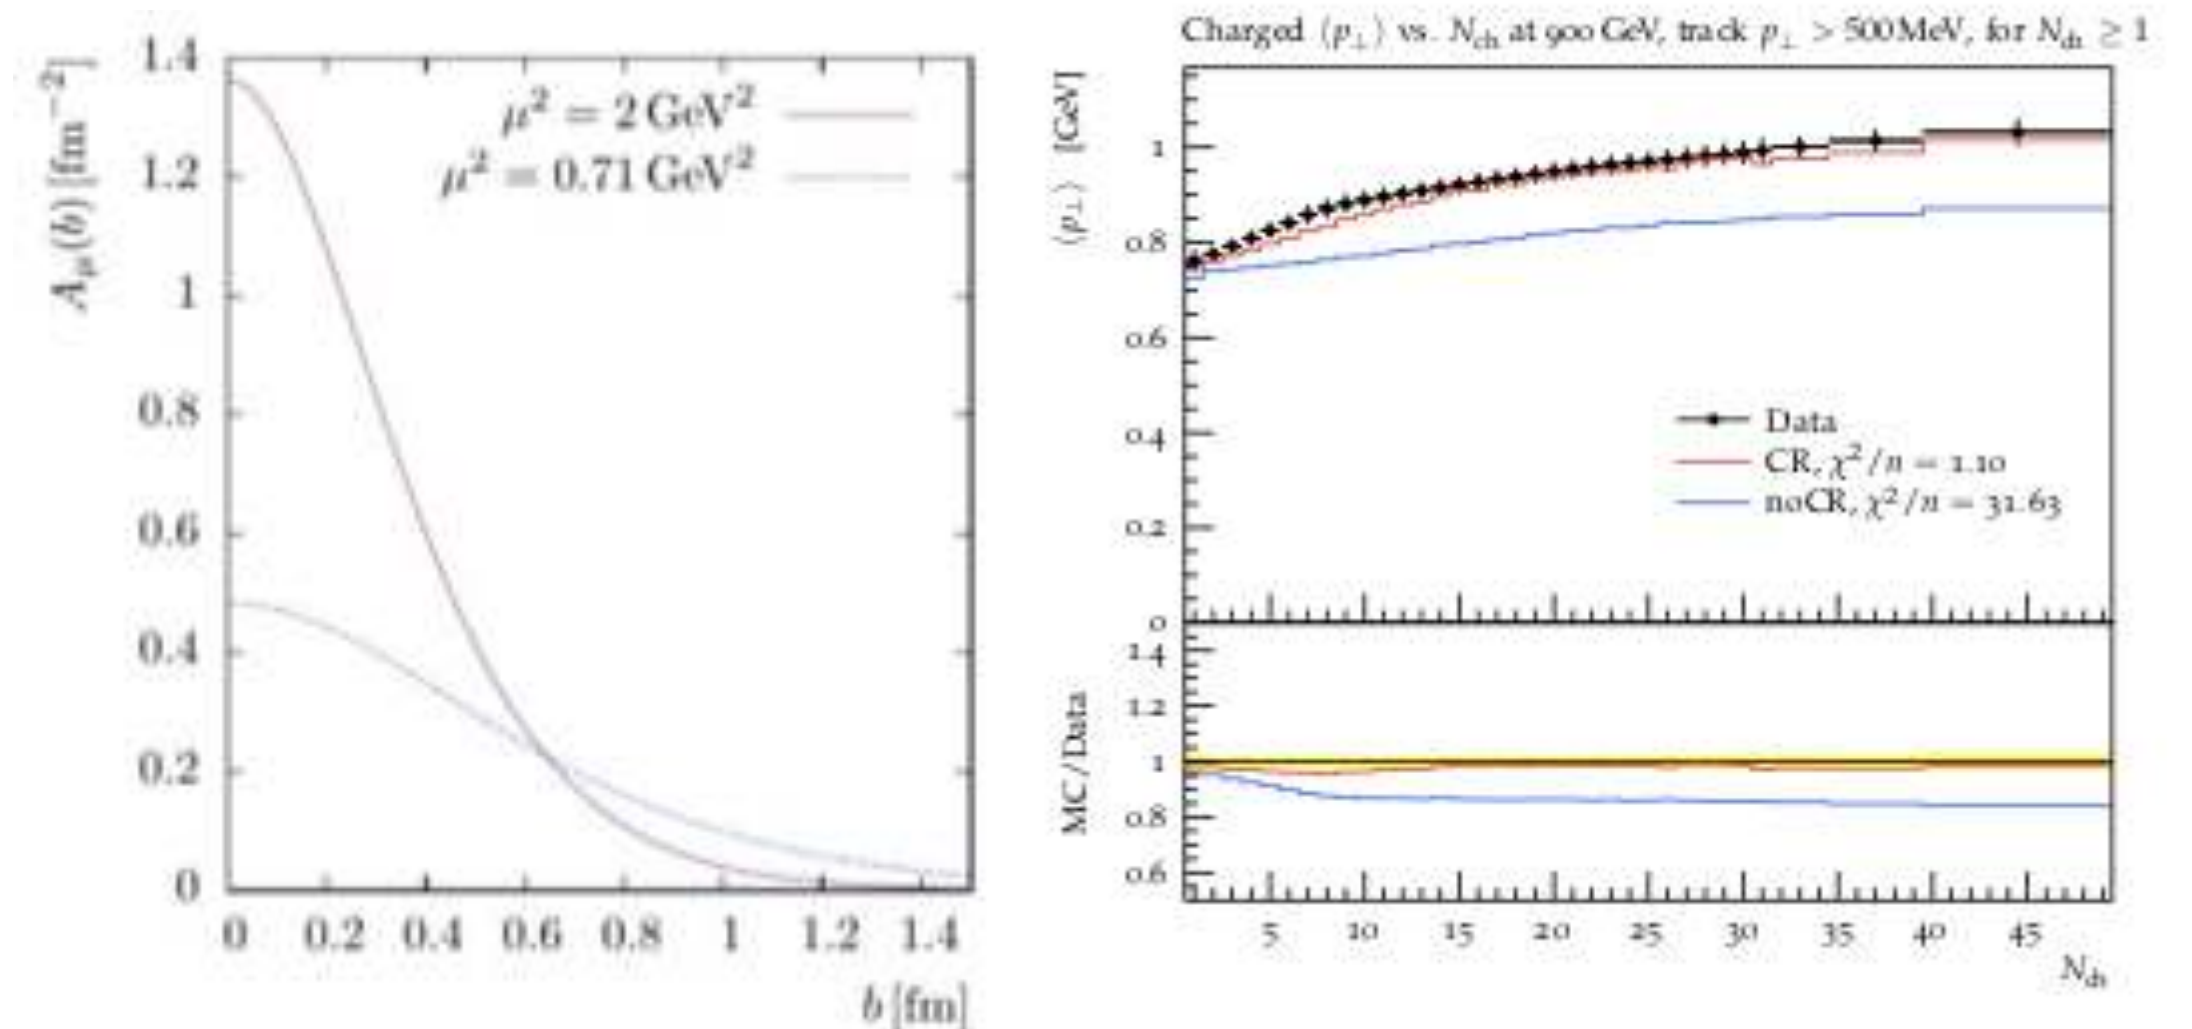 1.4
1.2
1
0.8
0.6
0.4
0.2
0
0 0.2 0.4 0.6 0.8 1 1.2 1.4
A_μ(b) [fm⁻²]
b [fm]
μ² = 2 GeV²
μ² = 0.71 GeV²
Charged ⟨p⊥⟩ vs. N_ch at 900 GeV, track p⊥ > 500 MeV, for N_ch ≥ 1
⟨p⊥⟩ [GeV]
1
0.8
0.6
0.4
0.2
0
Data
CR, χ²/n = 1.10
noCR, χ²/n = 31.63
MC/Data
1.4
1.2
1
0.8
0.6
5 10 15 20 25 30 35 40 45
N_ch